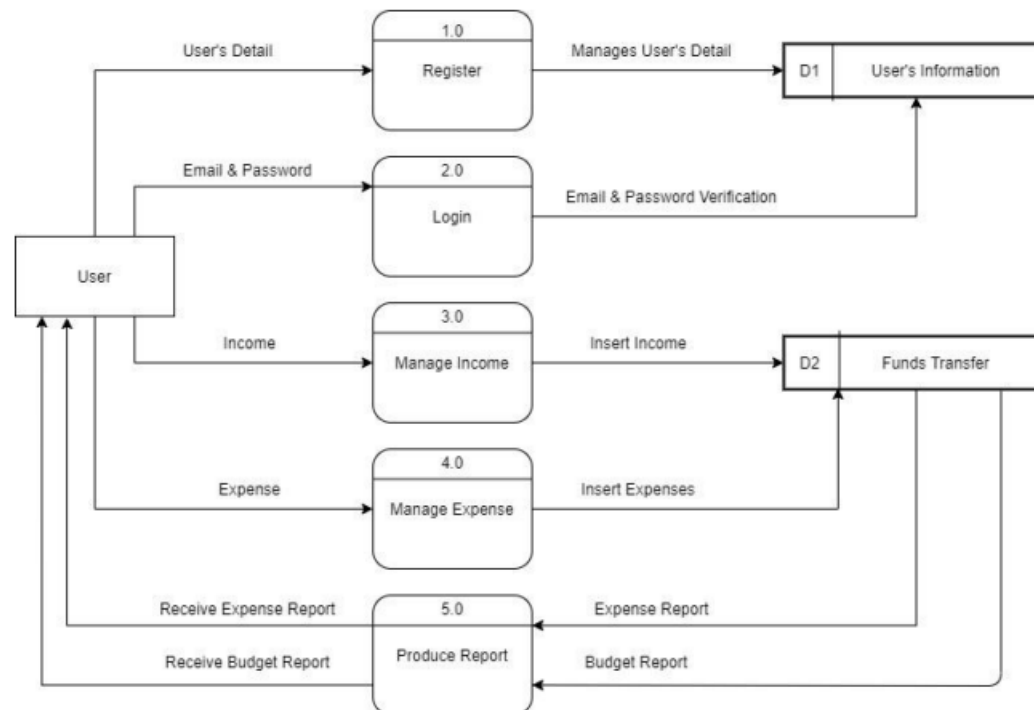 1.0
User's Detail
Register
Manages User's Detail
D1
User's Information
2.0
Email & Password
Login
Email & Password Verification
User
3.0
Income
Manage Income
Insert Income
D2
Funds Transfer
4.0
Expense
Manage Expense
Insert Expenses
5.0
Receive Expense Report
Expense Report
Produce Report
Receive Budget Report
Budget Report